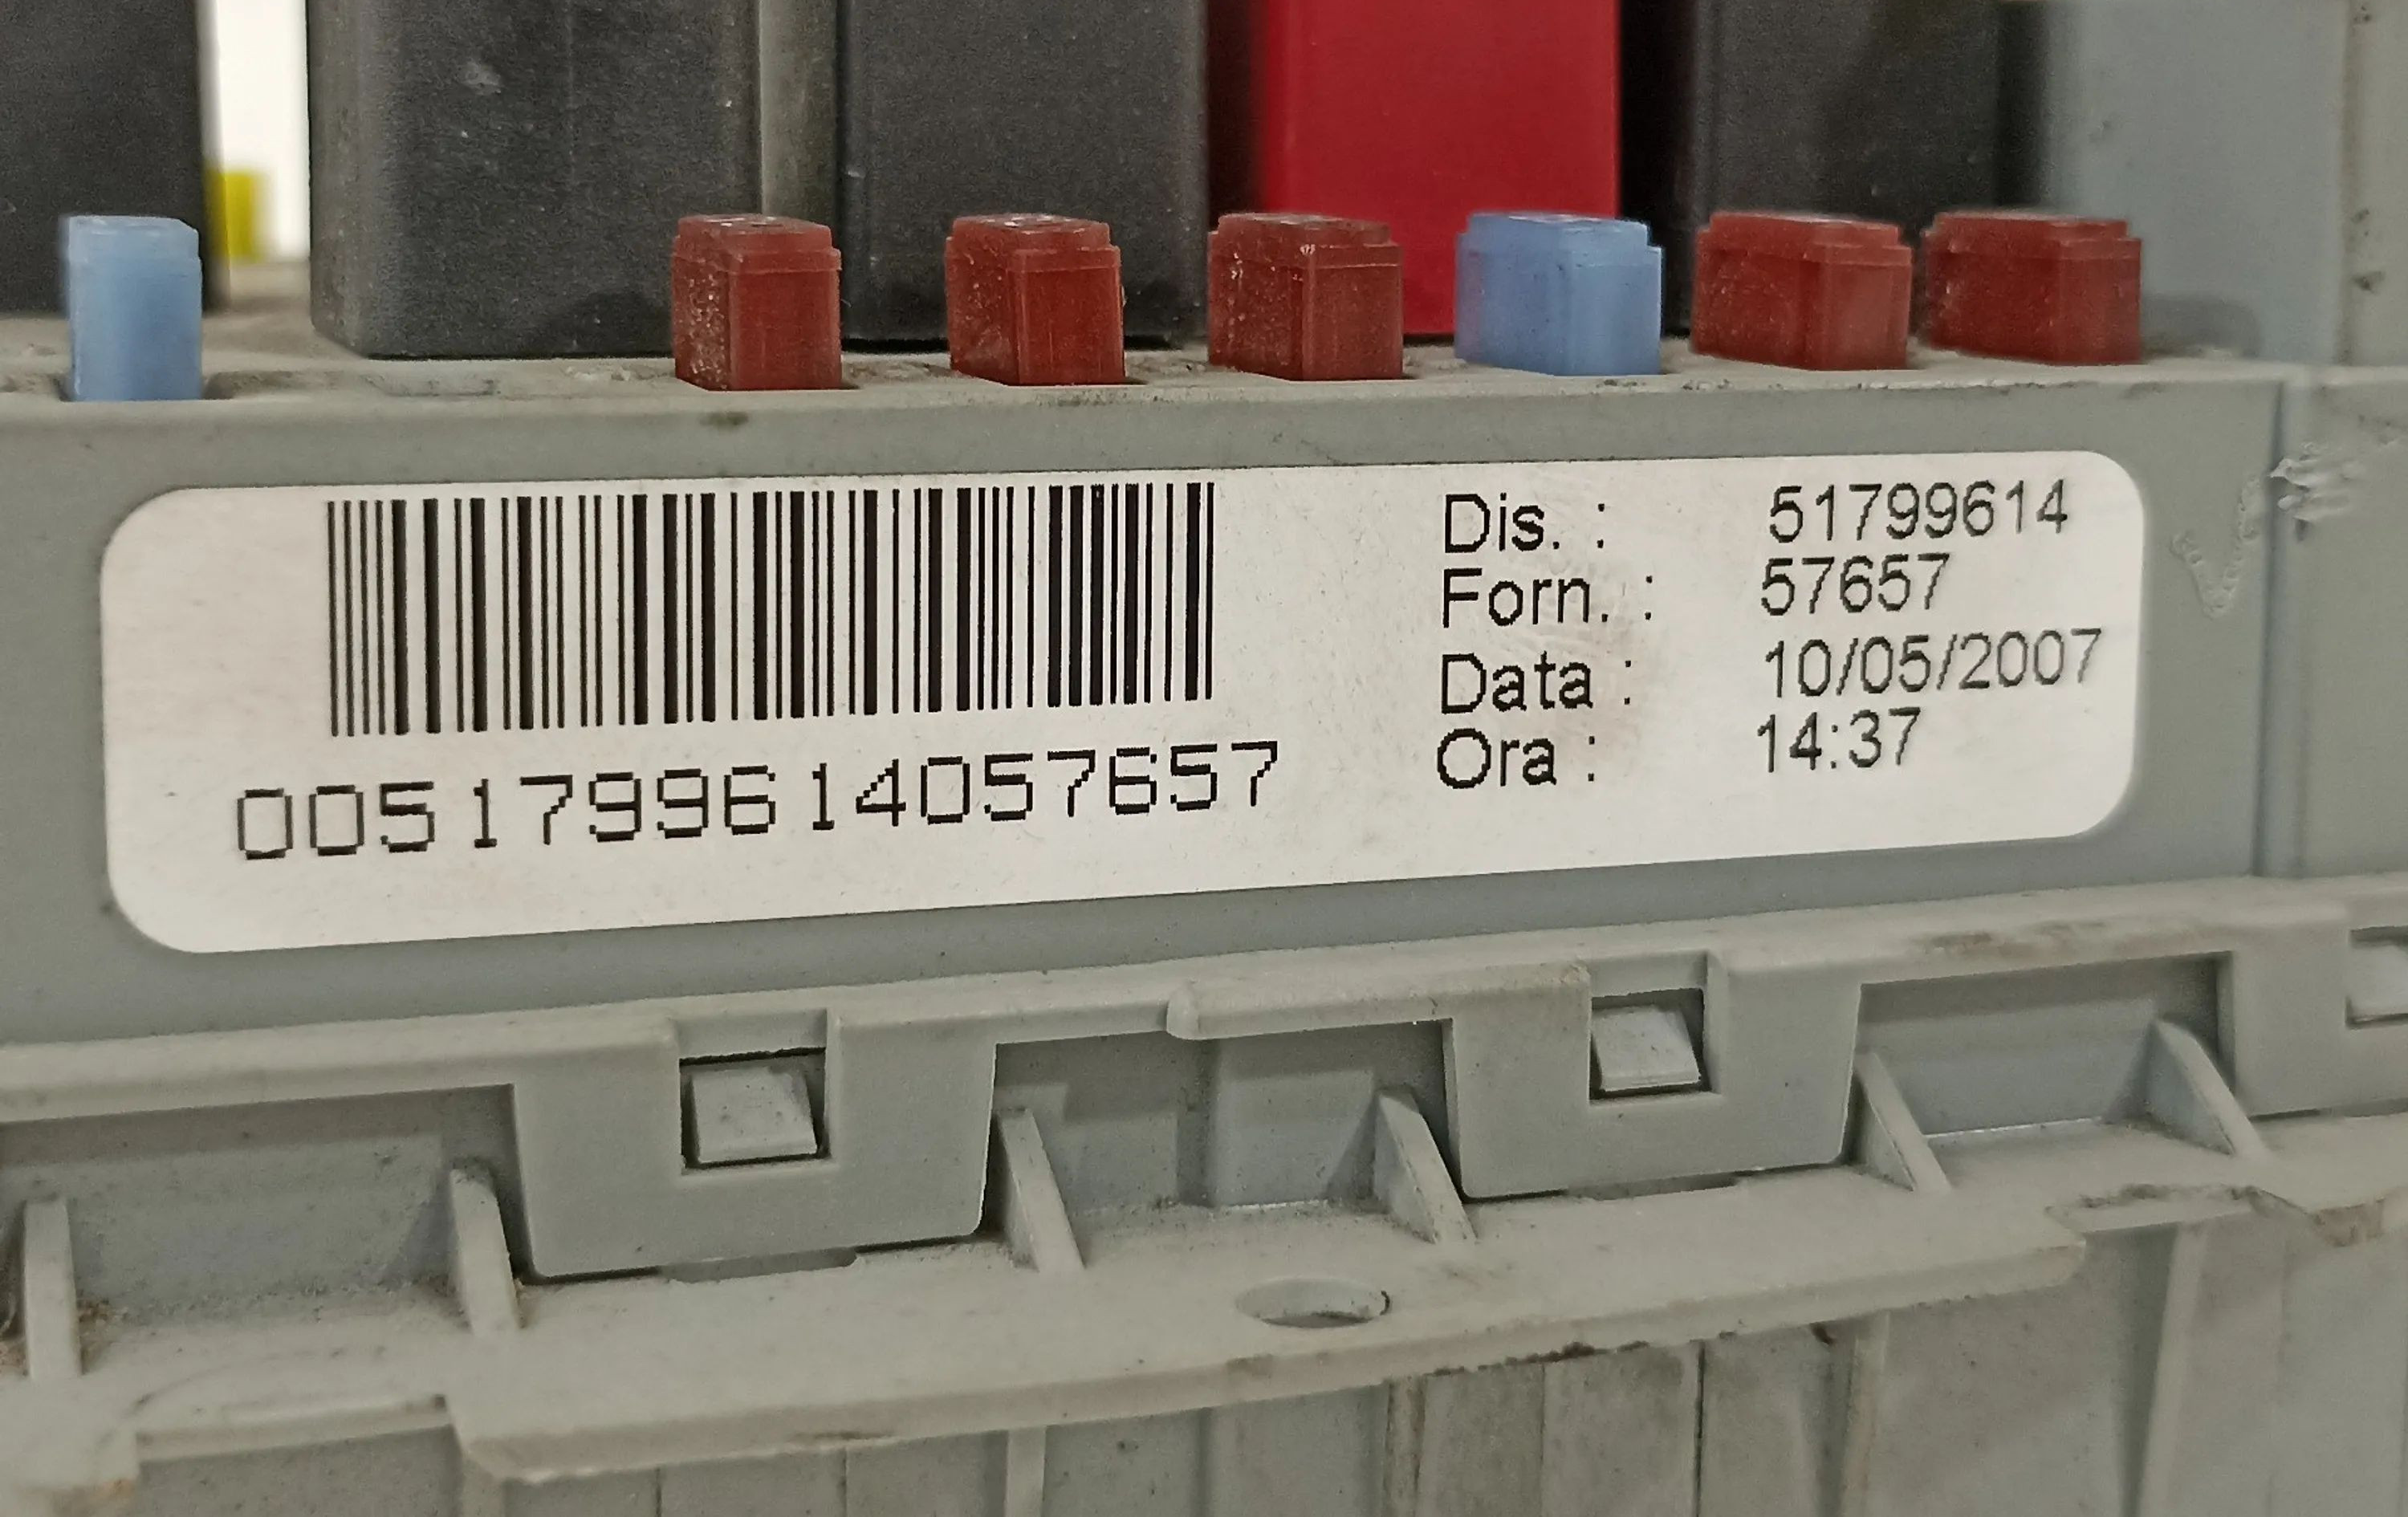 0051799614057657
Dis. : 51799614
Forn. : 57657
Data : 10/05/2007
Ora : 14:37